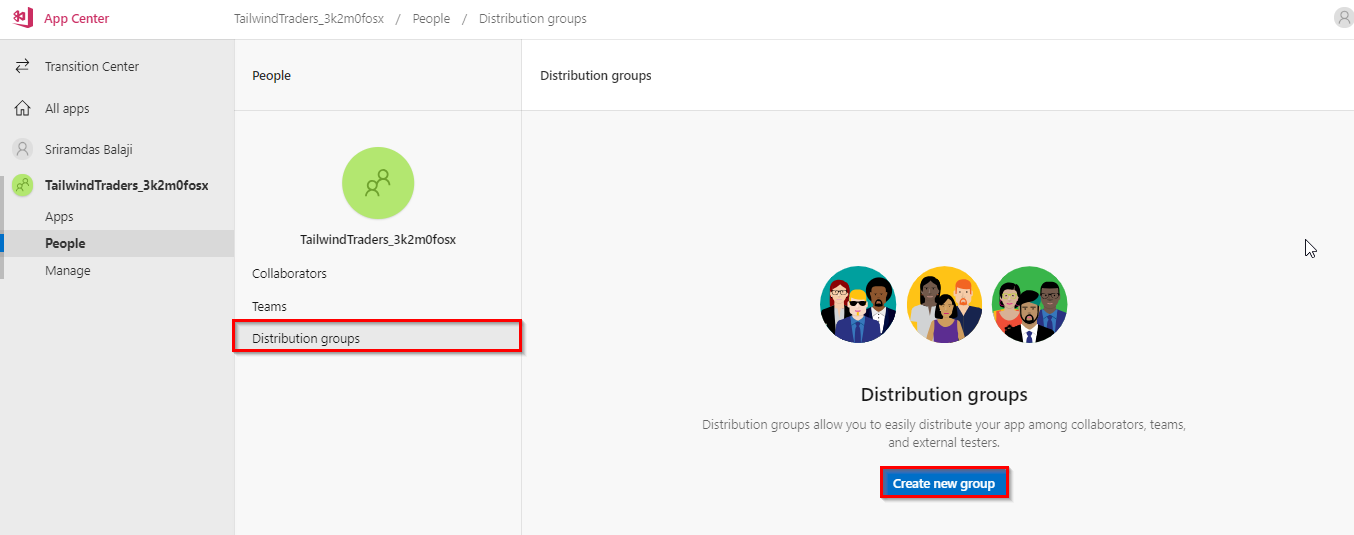 App Center
TailwindTraders_3k2m0fosx / People / Distribution groups
Transition Center
All apps
Sriramdas Balaji
TailwindTraders_3k2m0fosx
Apps
People
Manage
People
TailwindTraders_3k2m0fosx
Collaborators
Teams
Distribution groups
Distribution groups
Distribution groups
Distribution groups allow you to easily distribute your app among collaborators, teams,
and external testers.
Create new group